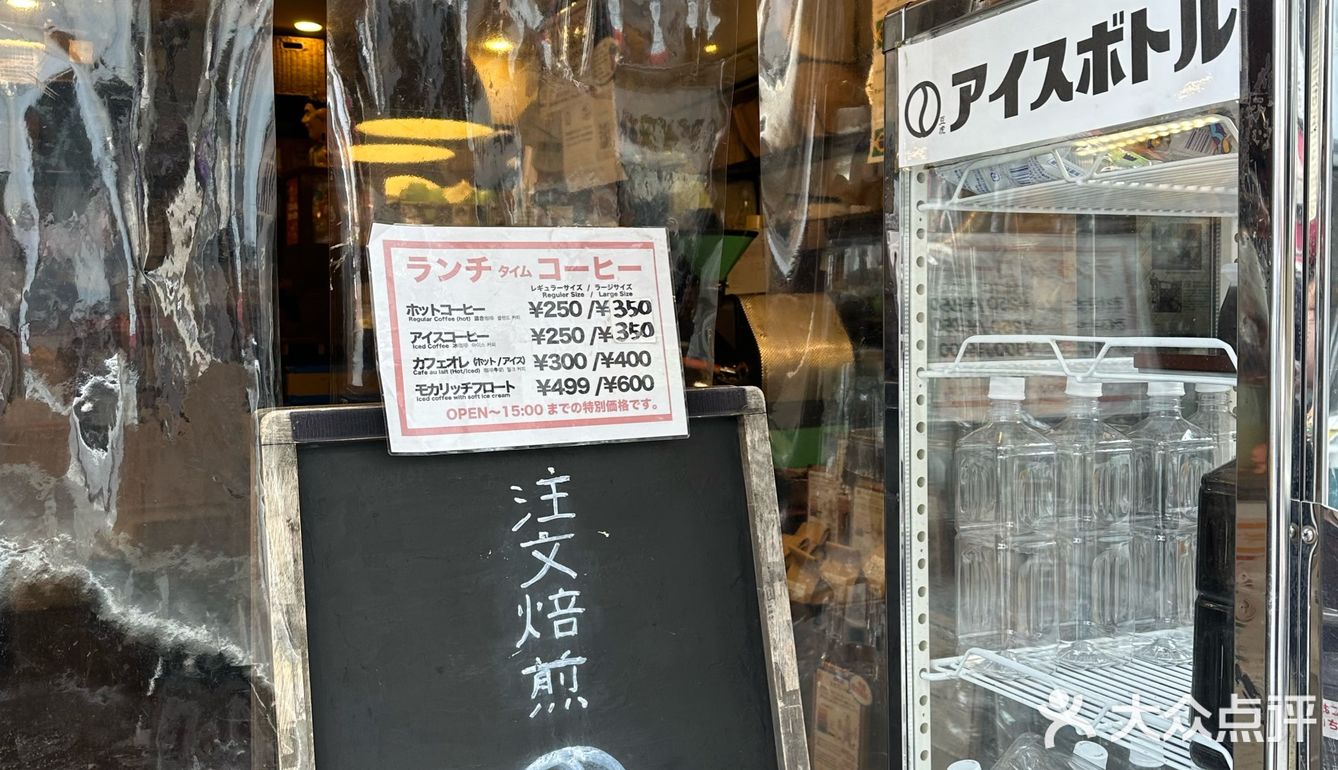 アイスボトル
豆虎
ランチ タイム コーヒー
レギュラーサイズ / ラージサイズ
Reguler Size / Large Size
ホットコーヒー ¥250 /¥350
Regular Coffee (hot)
アイスコーヒー ¥250 /¥350
Iced Coffee
カフェオレ (ホット / アイス) ¥300 /¥400
Cafe au lait (Hot/Iced)
モカリッチフロート ¥499 /¥600
Iced coffee with soft ice cream
OPEN～15:00 までの特別価格です。
注文焙煎
大众点评